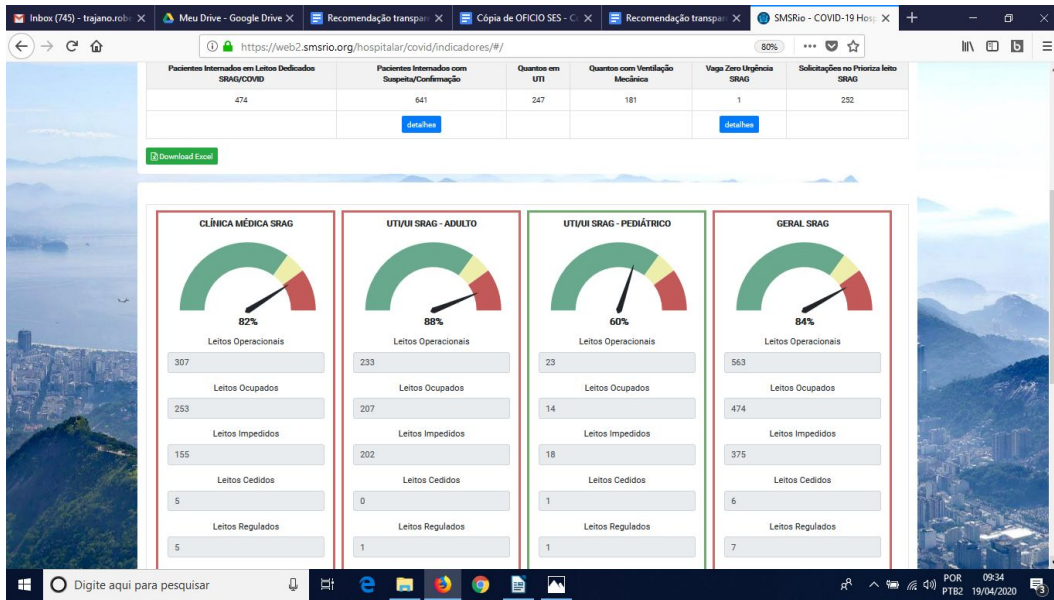 Inbox (745) - trajano.rob
Meu Drive - Google Drive
Recomendação transpar
Cópia de OFICIO SES - C
Recomendação transpar
SMSRio - COVID-19 Hos
https://web2.smsrio.org/hospitalar/covid/indicadores/#/
80%
Pacientes Internados em Leitos Dedicados SRAG/COVID
Pacientes Internados com Suspeita/Confirmação
Quantos em UTI
Quantos com Ventilação Mecânica
Vaga Zero Urgência SRAG
Solicitações no Prioriza leito SRAG
474 641 247 181 1 252
detalhes detalhes
Download Excel
CLÍNICA MÉDICA SRAG
82%
Leitos Operacionais
307
Leitos Ocupados
253
Leitos Impedidos
155
Leitos Cedidos
5
Leitos Regulados
5
UTI/UI SRAG - ADULTO
88%
Leitos Operacionais
233
Leitos Ocupados
207
Leitos Impedidos
202
Leitos Cedidos
0
Leitos Regulados
1
UTI/UI SRAG - PEDIÁTRICO
60%
Leitos Operacionais
23
Leitos Ocupados
14
Leitos Impedidos
18
Leitos Cedidos
1
Leitos Regulados
1
GERAL SRAG
84%
Leitos Operacionais
563
Leitos Ocupados
474
Leitos Impedidos
375
Leitos Cedidos
6
Leitos Regulados
7
Digite aqui para pesquisar
POR
PTB2
09:34
19/04/2020
3